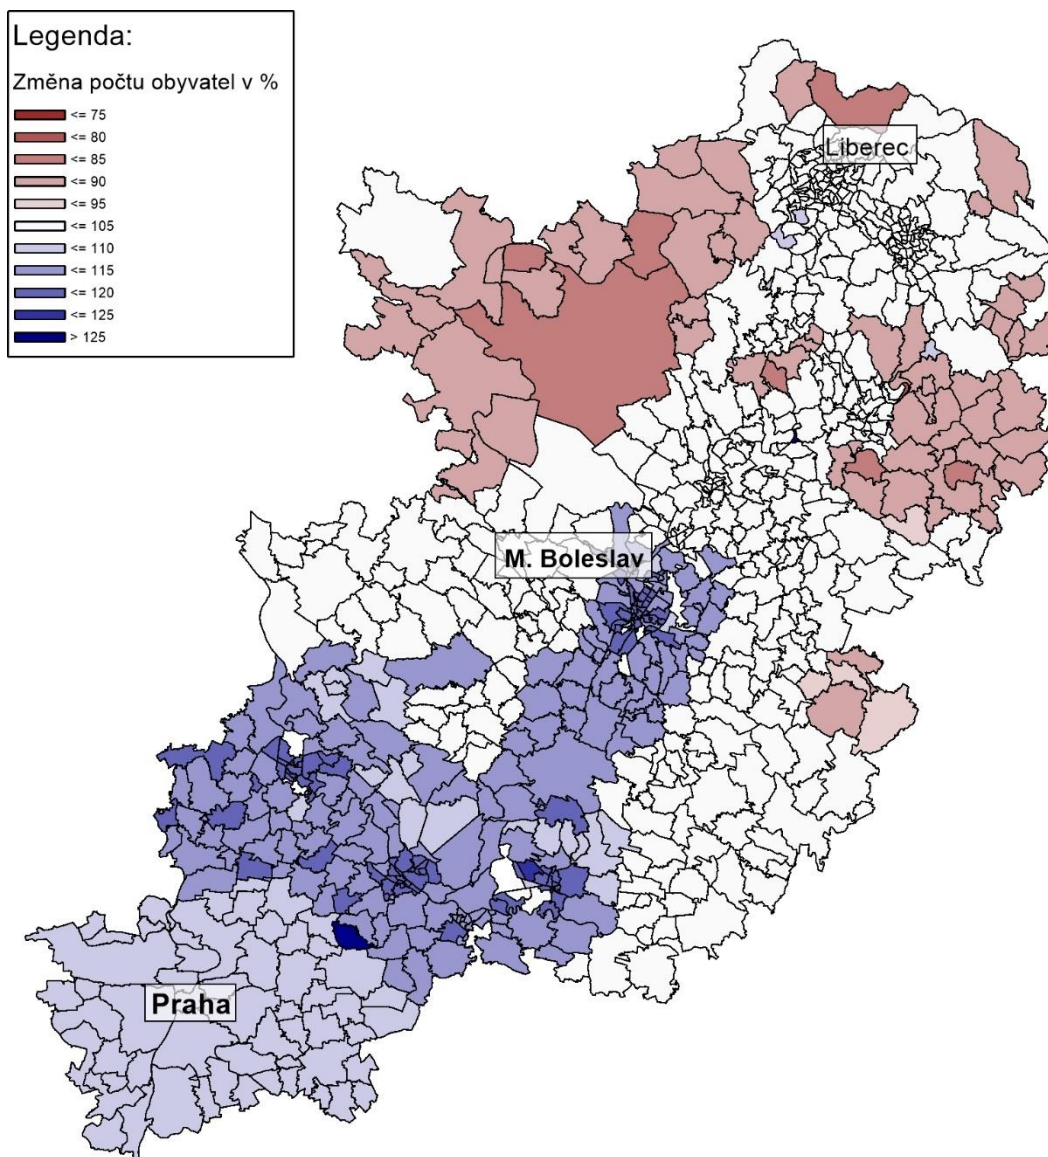 Legenda:
Změna počtu obyvatel v %
<= 75
<= 80
<= 85
<= 90
<= 95
<= 105
<= 110
<= 115
<= 120
<= 125
> 125
Liberec
M. Boleslav
Praha